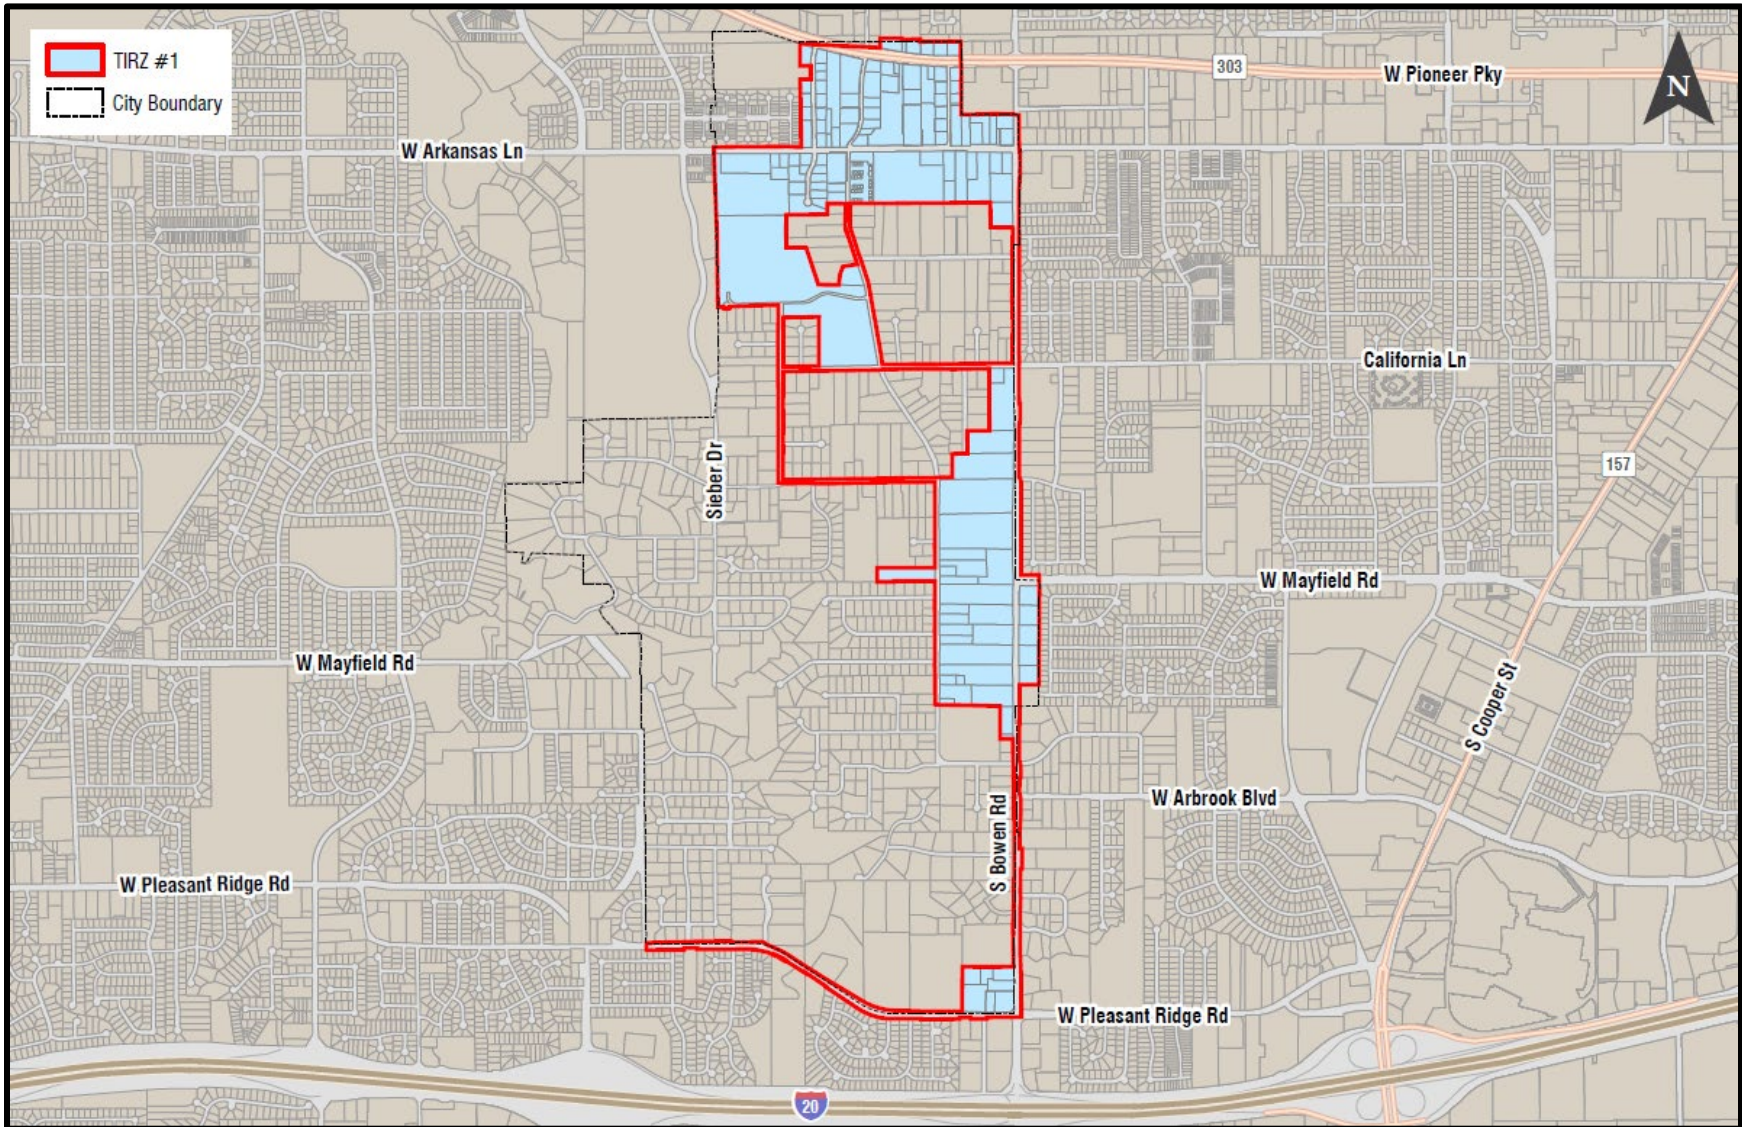 TIRZ #1
City Boundary
303
W Pioneer Pky
N
W Arkansas Ln
California Ln
Sieber Dr
157
W Mayfield Rd
W Mayfield Rd
S Cooper St
W Arbrook Blvd
S Bowen Rd
W Pleasant Ridge Rd
W Pleasant Ridge Rd
20